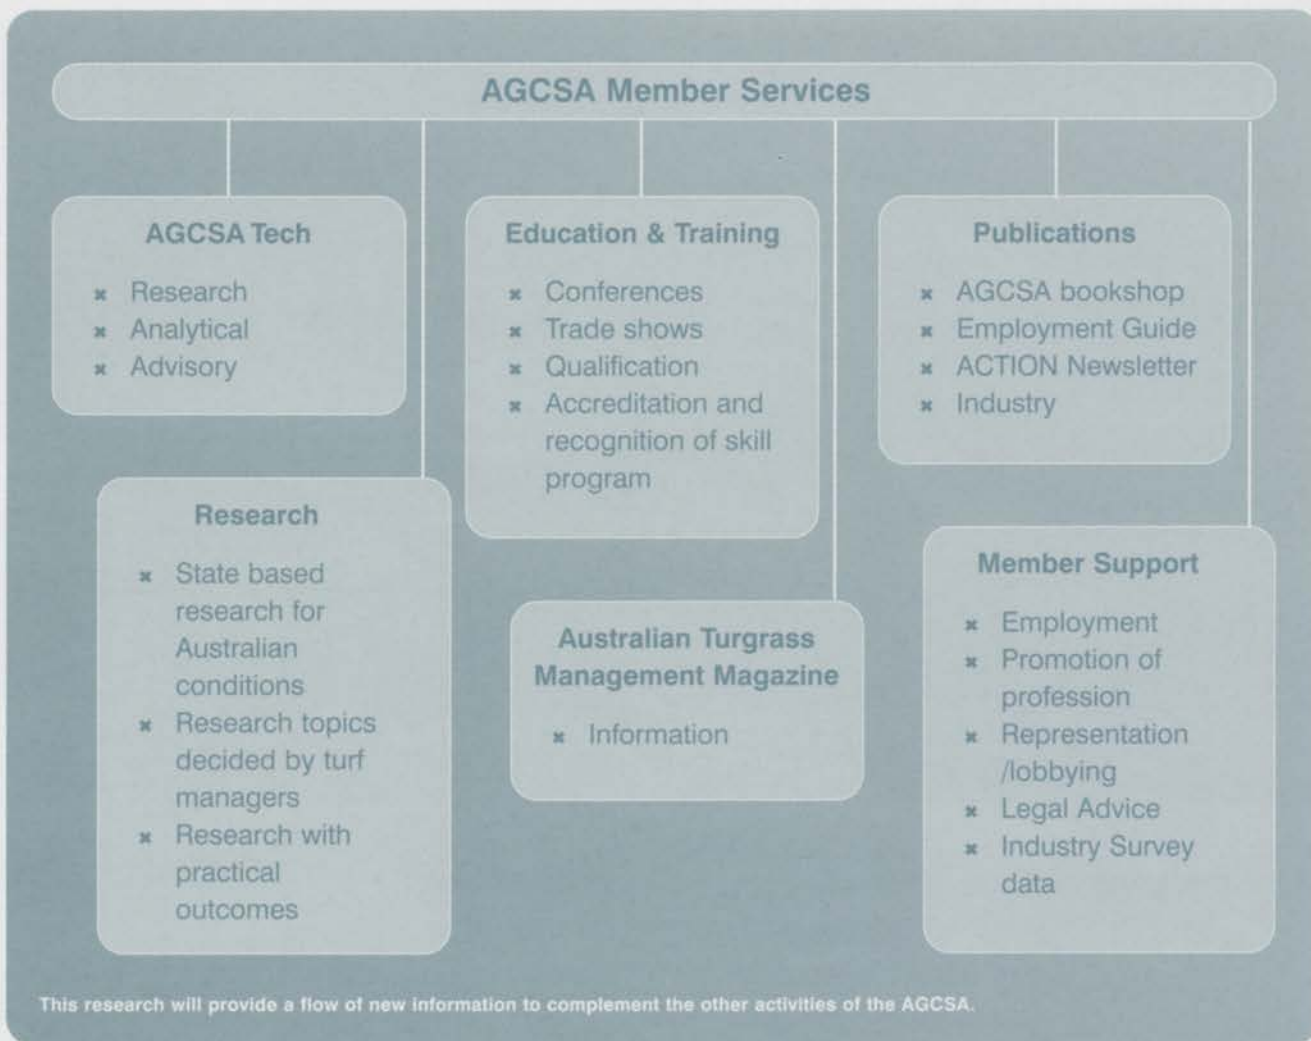 AGCSA Member Services
AGCSA Tech
× Research
× Analytical
× Advisory
Research
× State based
research for
Australian
conditions
× Research topics
decided by turf
managers
× Research with
practical
outcomes
Education & Training
× Conferences
× Trade shows
× Qualification
× Accreditation and
recognition of skill
program
Australian Turgrass
Management Magazine
× Information
Publications
× AGCSA bookshop
× Employment Guide
× ACTION Newsletter
× Industry
Member Support
× Employment
× Promotion of
profession
× Representation
/lobbying
× Legal Advice
× Industry Survey
data
This research will provide a flow of new information to complement the other activities of the AGCSA.